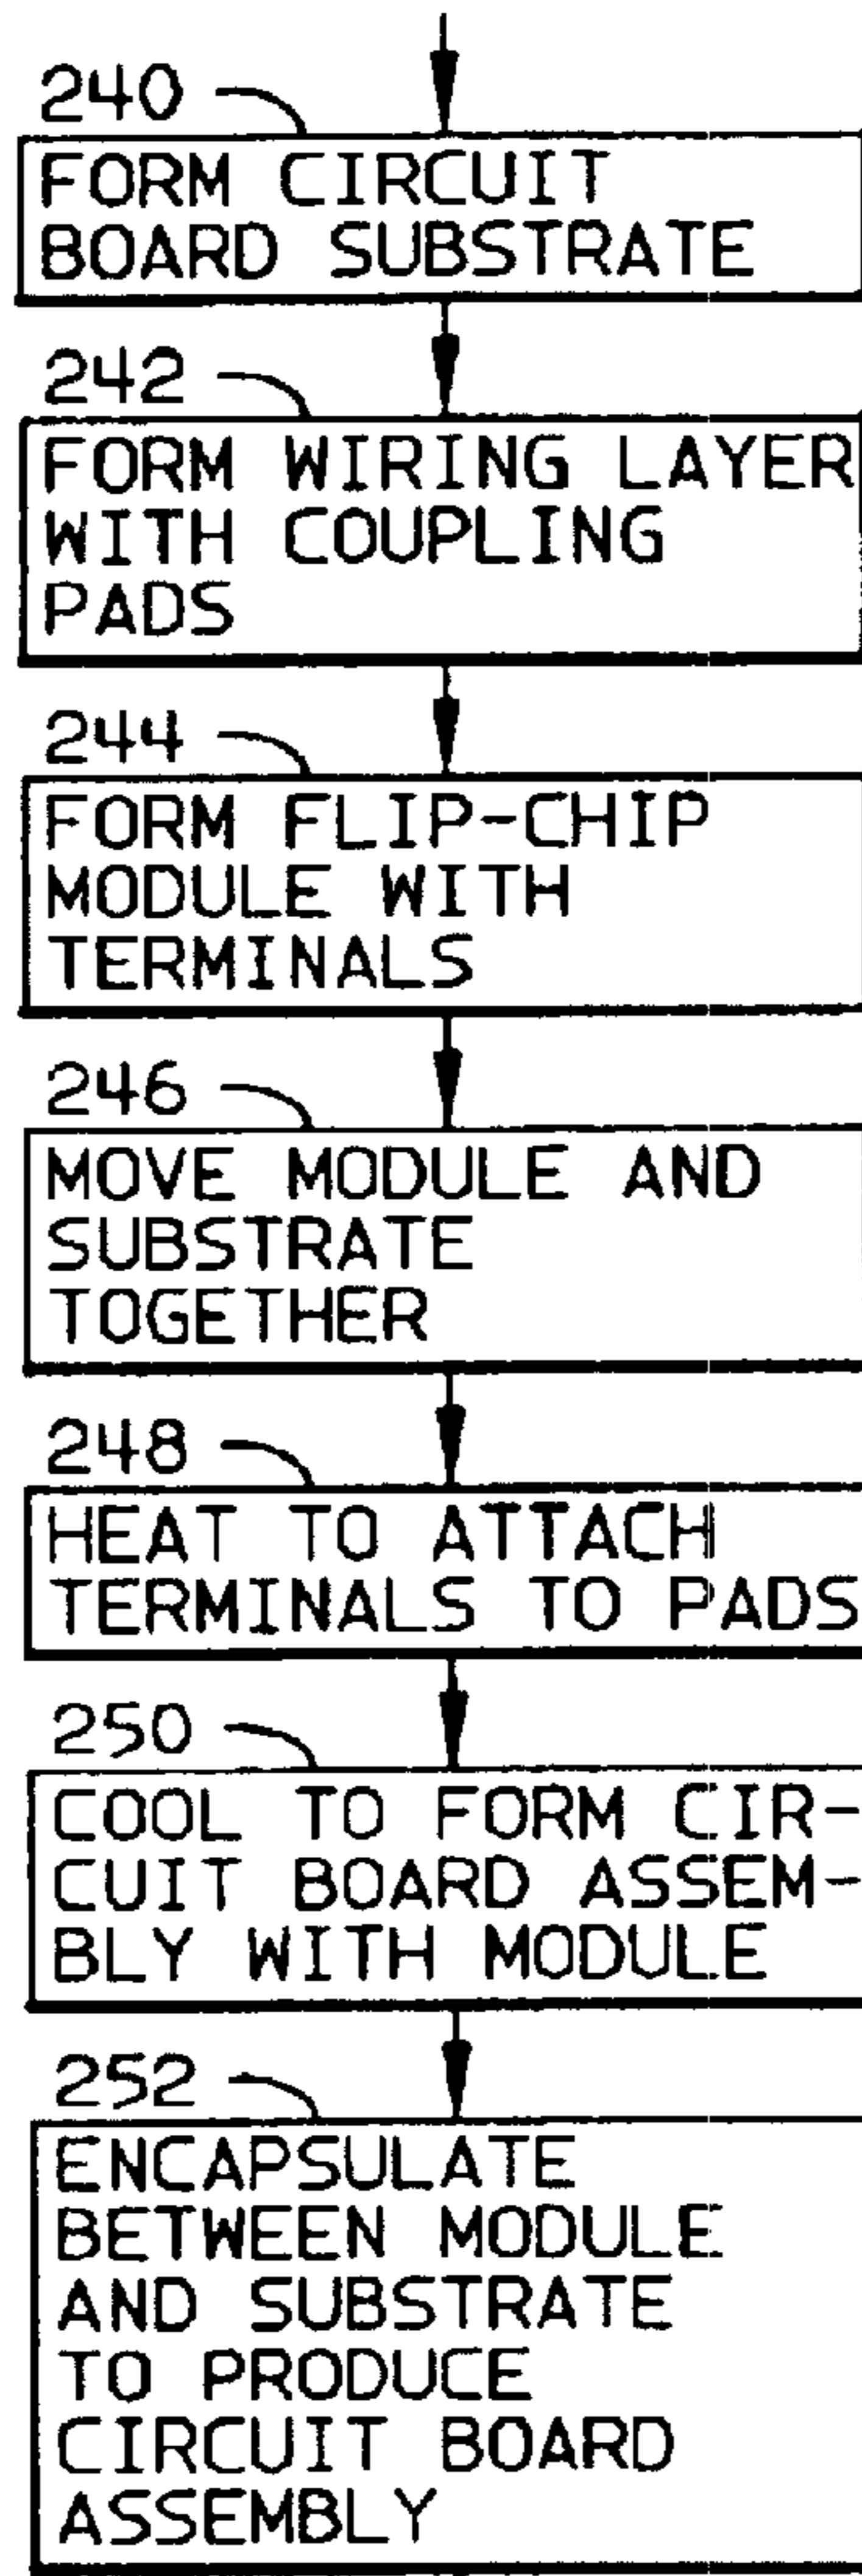 240
FORM CIRCUIT
BOARD SUBSTRATE
242
FORM WIRING LAYER
WITH COUPLING
PADS
244
FORM FLIP-CHIP
MODULE WITH
TERMINALS
246
MOVE MODULE AND
SUBSTRATE
TOGETHER
248
HEAT TO ATTACH
TERMINALS TO PADS
250
COOL TO FORM CIR-
CUIT BOARD ASSEM-
BLY WITH MODULE
252
ENCAPSULATE
BETWEEN MODULE
AND SUBSTRATE
TO PRODUCE
CIRCUIT BOARD
ASSEMBLY